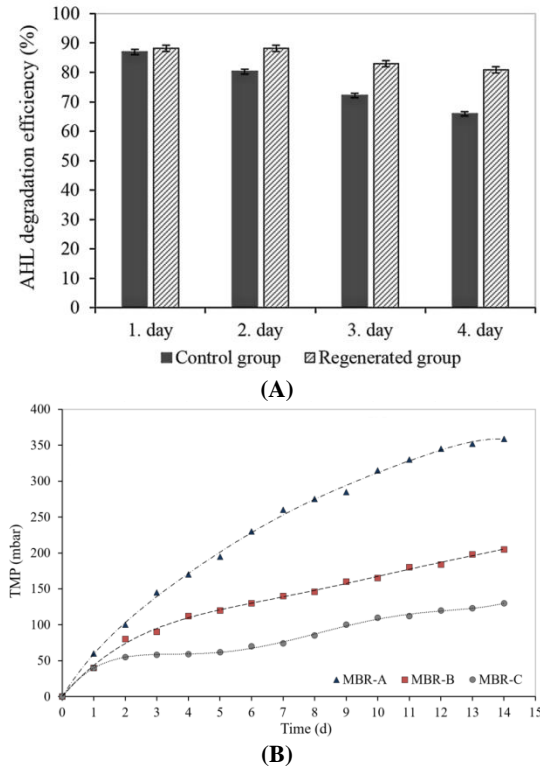 AHL degradation efficiency (%)
90
80
70
60
50
40
30
20
10
0
1. day 2. day 3. day 4. day
Control group Regenerated group
(A)
TMP (mbar)
400
350
300
250
200
150
100
50
0
0 1 2 3 4 5 6 7 8 9 10 11 12 13 14 15
MBR-A MBR-B MBR-C
Time (d)
(B)